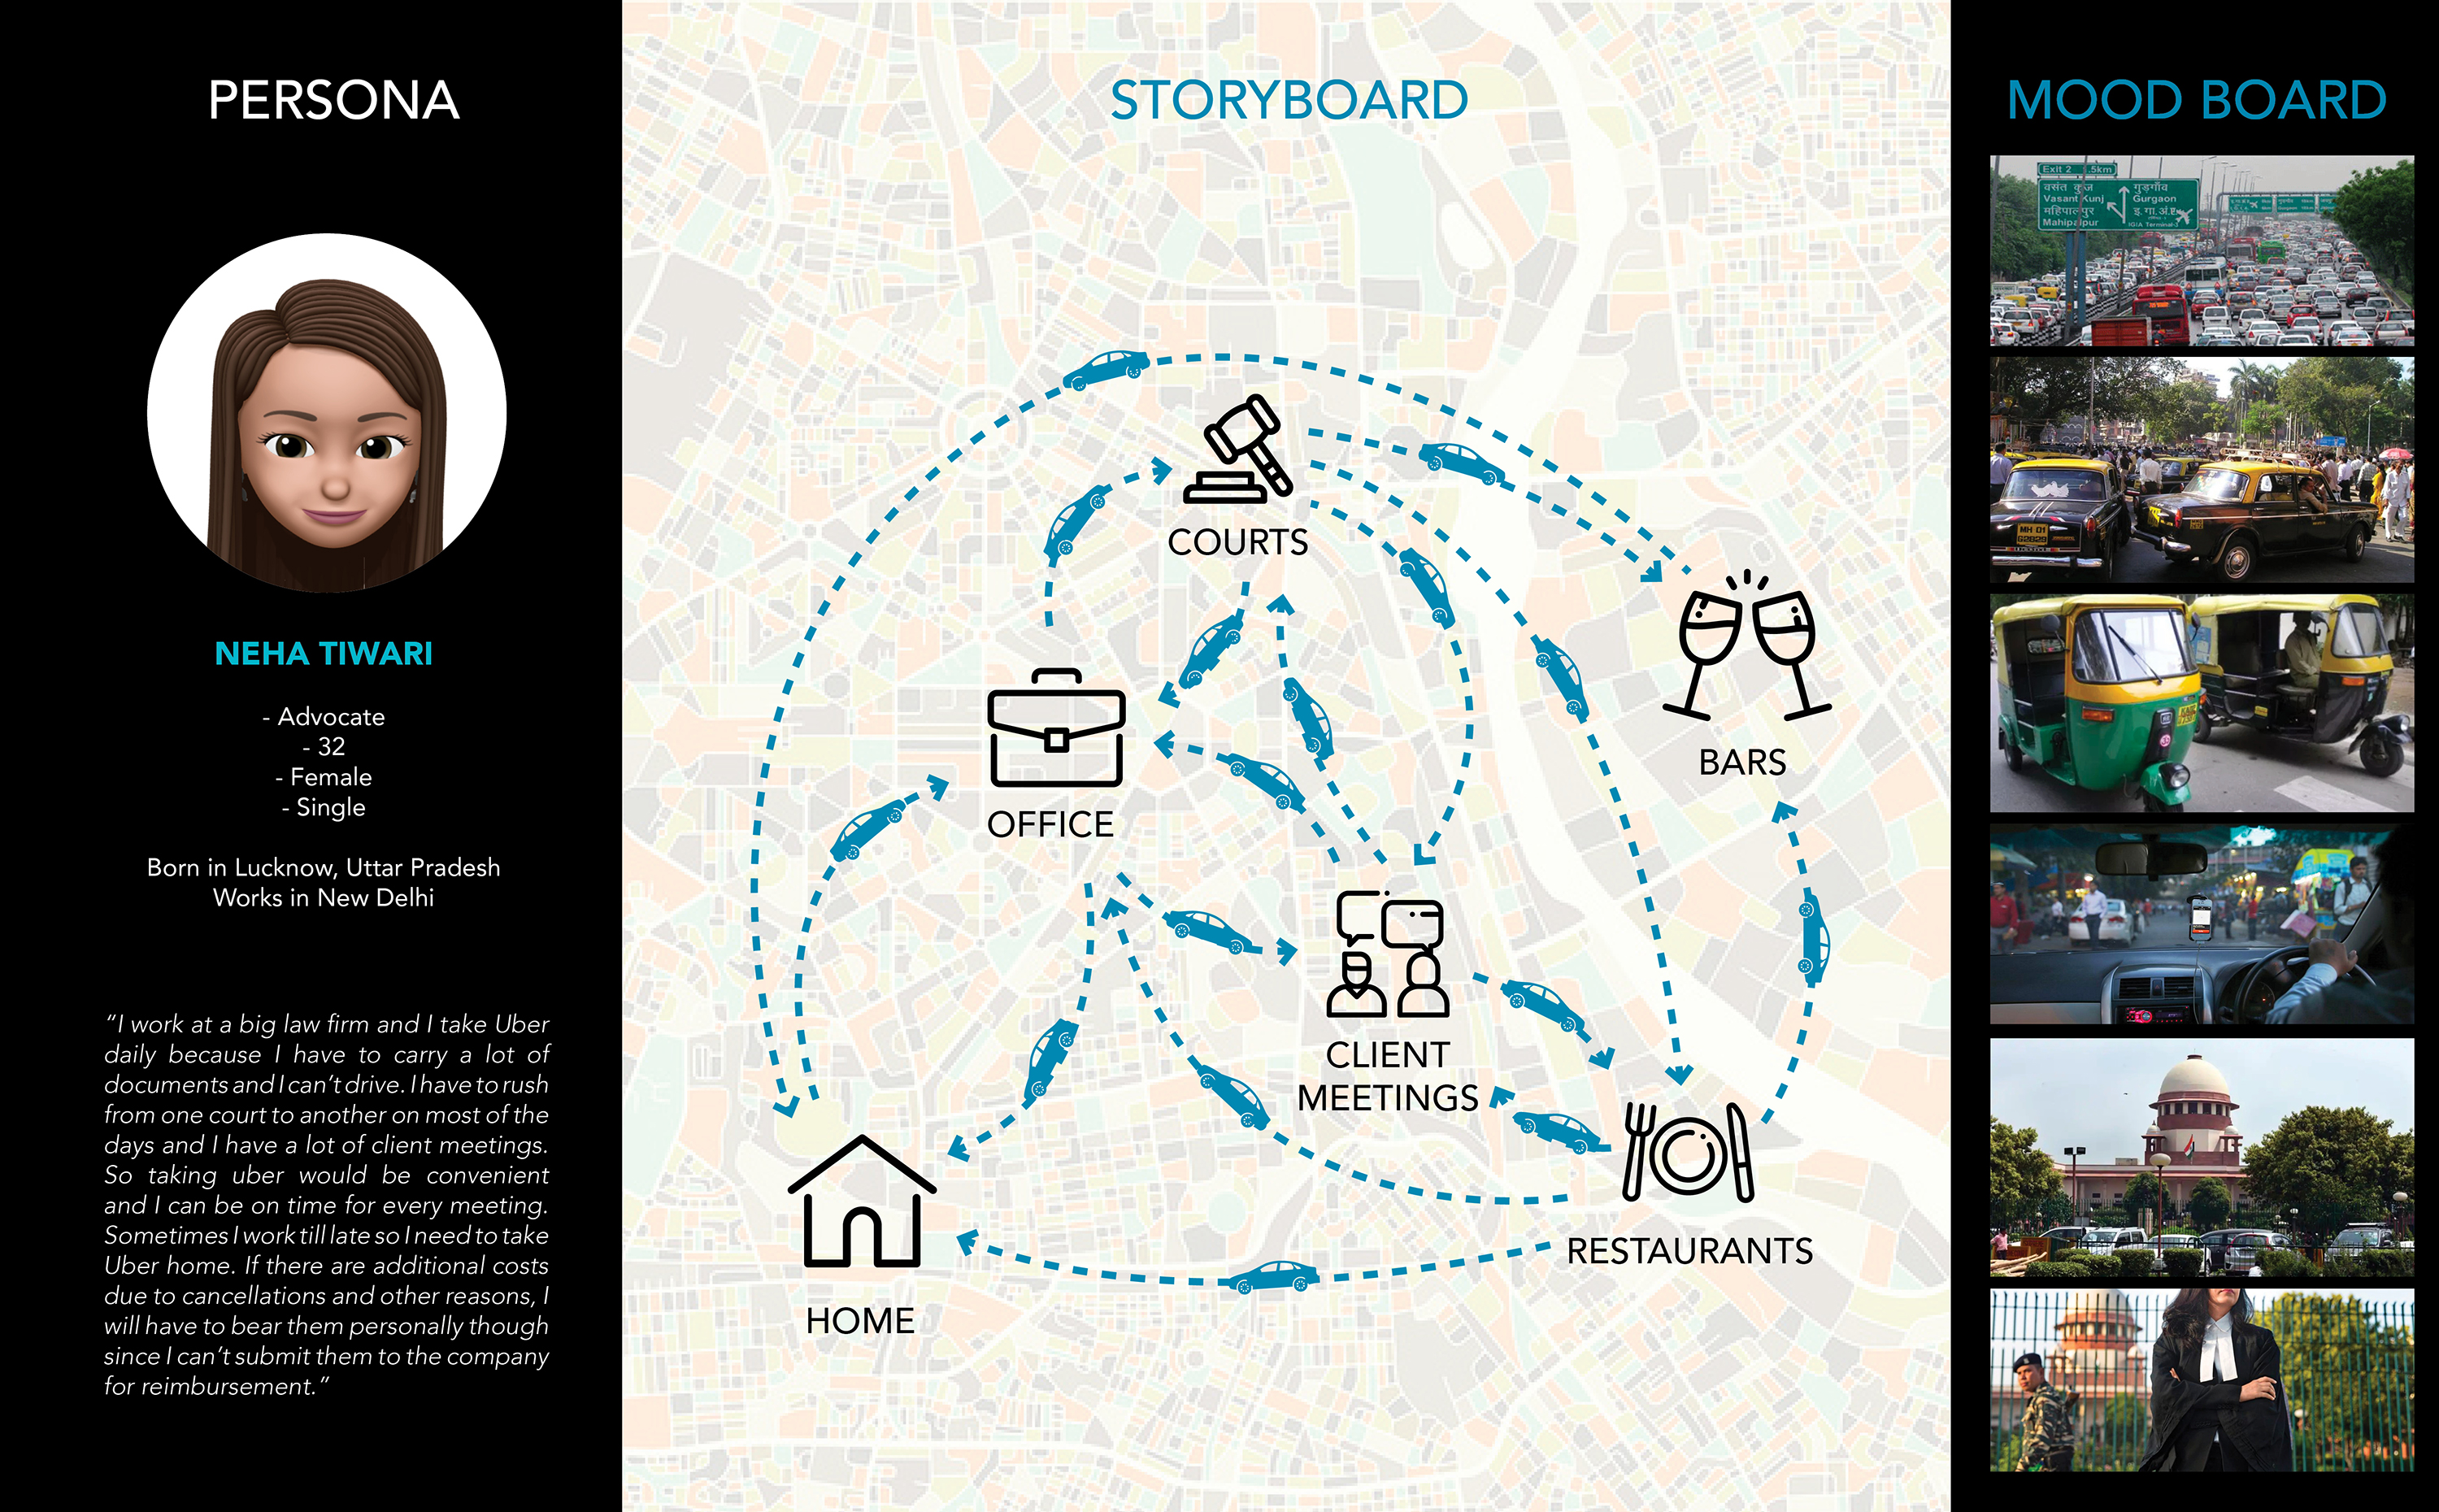 PERSONA
NEHA TIWARI
- Advocate
- 32
- Female
- Single
Born in Lucknow, Uttar Pradesh
Works in New Delhi
“I work at a big law firm and I take Uber
daily because I have to carry a lot of
documents and I can’t drive. I have to rush
from one court to another on most of the
days and I have a lot of client meetings.
So taking uber would be convenient
and I can be on time for every meeting.
Sometimes I work till late so I need to take
Uber home. If there are additional costs
due to cancellations and other reasons, I
will have to bear them personally though
since I can’t submit them to the company
for reimbursement.”
STORYBOARD
COURTS
BARS
OFFICE
CLIENT
MEETINGS
RESTAURANTS
HOME
MOOD BOARD
Exit 2 .5km
वसंत कुंज
Vasant Kunj
महिपालपुर
Mahipalpur
गुड़गाँव
Gurgaon
इ.गा.अं.
IGIA Terminal-3
MH 01